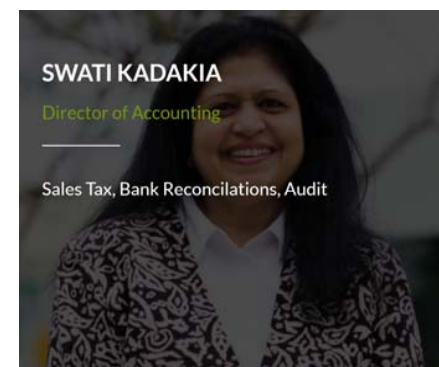 SWATI KADAKIA
Director of Accounting
Sales Tax, Bank Reconcilations, Audit